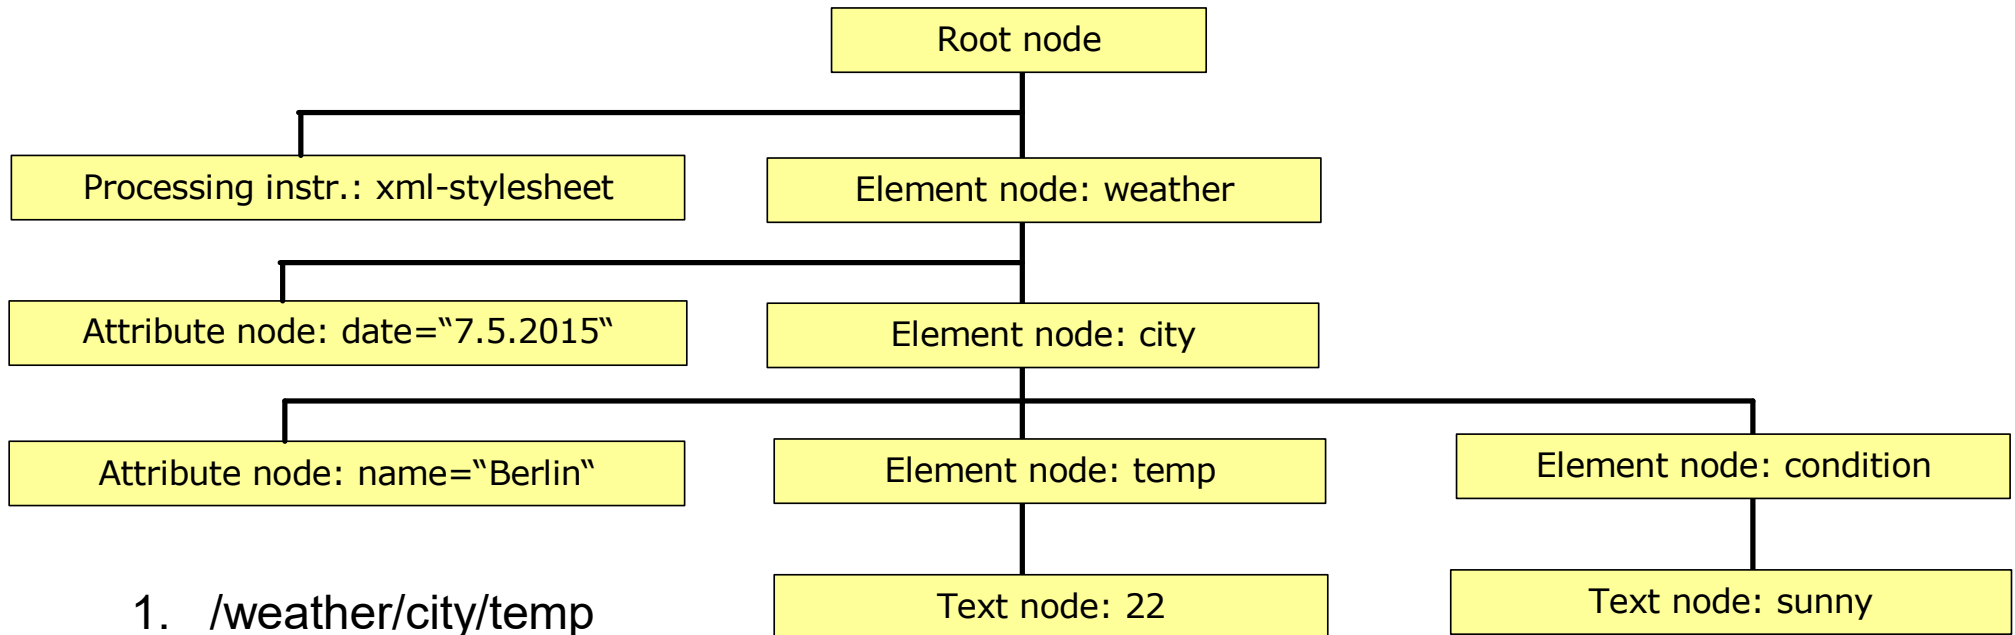 Root node
Processing instr.: xml-stylesheet
Element node: weather
Attribute node: date=“7.5.2015‟
Element node: city
Attribute node: name=“Berlin‟
Element node: temp
Element node: condition
1. /weather/city/temp
Text node: 22
Text node: sunny